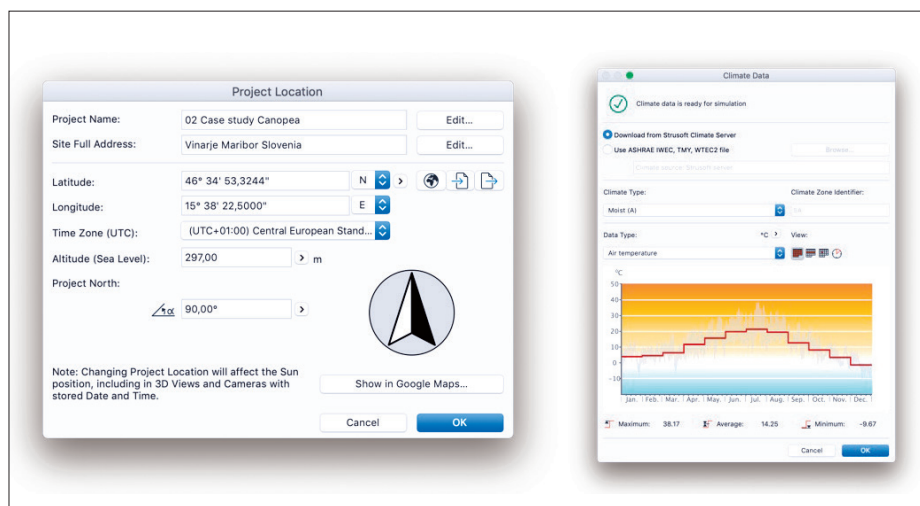 Project Location
Project Name: 02 Case study Canopea Edit...
Site Full Address: Vinarje Maribor Slovenia Edit...
Latitude: 46° 34' 53,3244" N
Longitude: 15° 38' 22,5000" E
Time Zone (UTC): (UTC+01:00) Central European Stand...
Altitude (Sea Level): 297,00 m
Project North:
α 90,00°
Note: Changing Project
Location will affect the Sun
position, including in 3D
Views and Cameras with
stored Date and Time.
Show in Google Maps...
Cancel OK
Climate Data
Climate data is ready for simulation
Download from Strusoft Climate Server
Use ASHRAE IWEC, TMY, WTEC2 file Browse...
Climate source: Strusoft server
Climate Type: Climate Zone Identifier:
Moist (A)
Data Type: °C View:
Air temperature
°C
50
40
30
20
10
0
-10
Jan. Feb. Mar. Apr. May. Jun. Jul. Aug. Sep. Oct. Nov. Dec.
Maximum: 38.17 Average: 14.25 Minimum: -9.67
Cancel OK